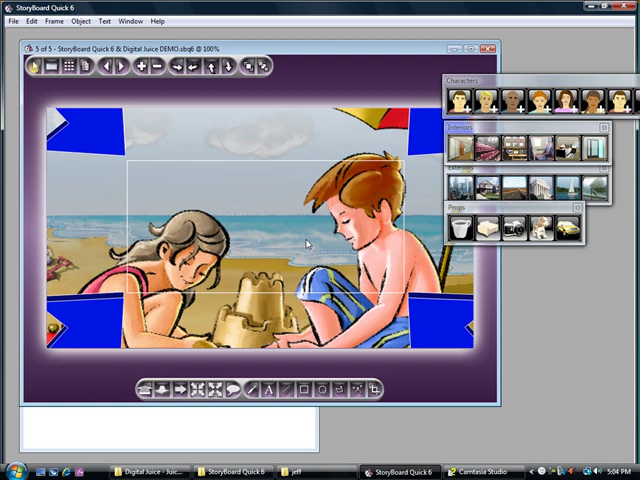 StoryBoard Quick 6
File Edit Frame Object Text Window Help
5 of 5 - StoryBoard Quick 6 & Digital Juice DEMO.sbq6 @ 100%
Characters
Interiors
Exteriors
Props
A
Digital Juice - Juic...
StoryBoard Quick 6
jeff
StoryBoard Quick 6
Camtasia Studio
5:04 PM